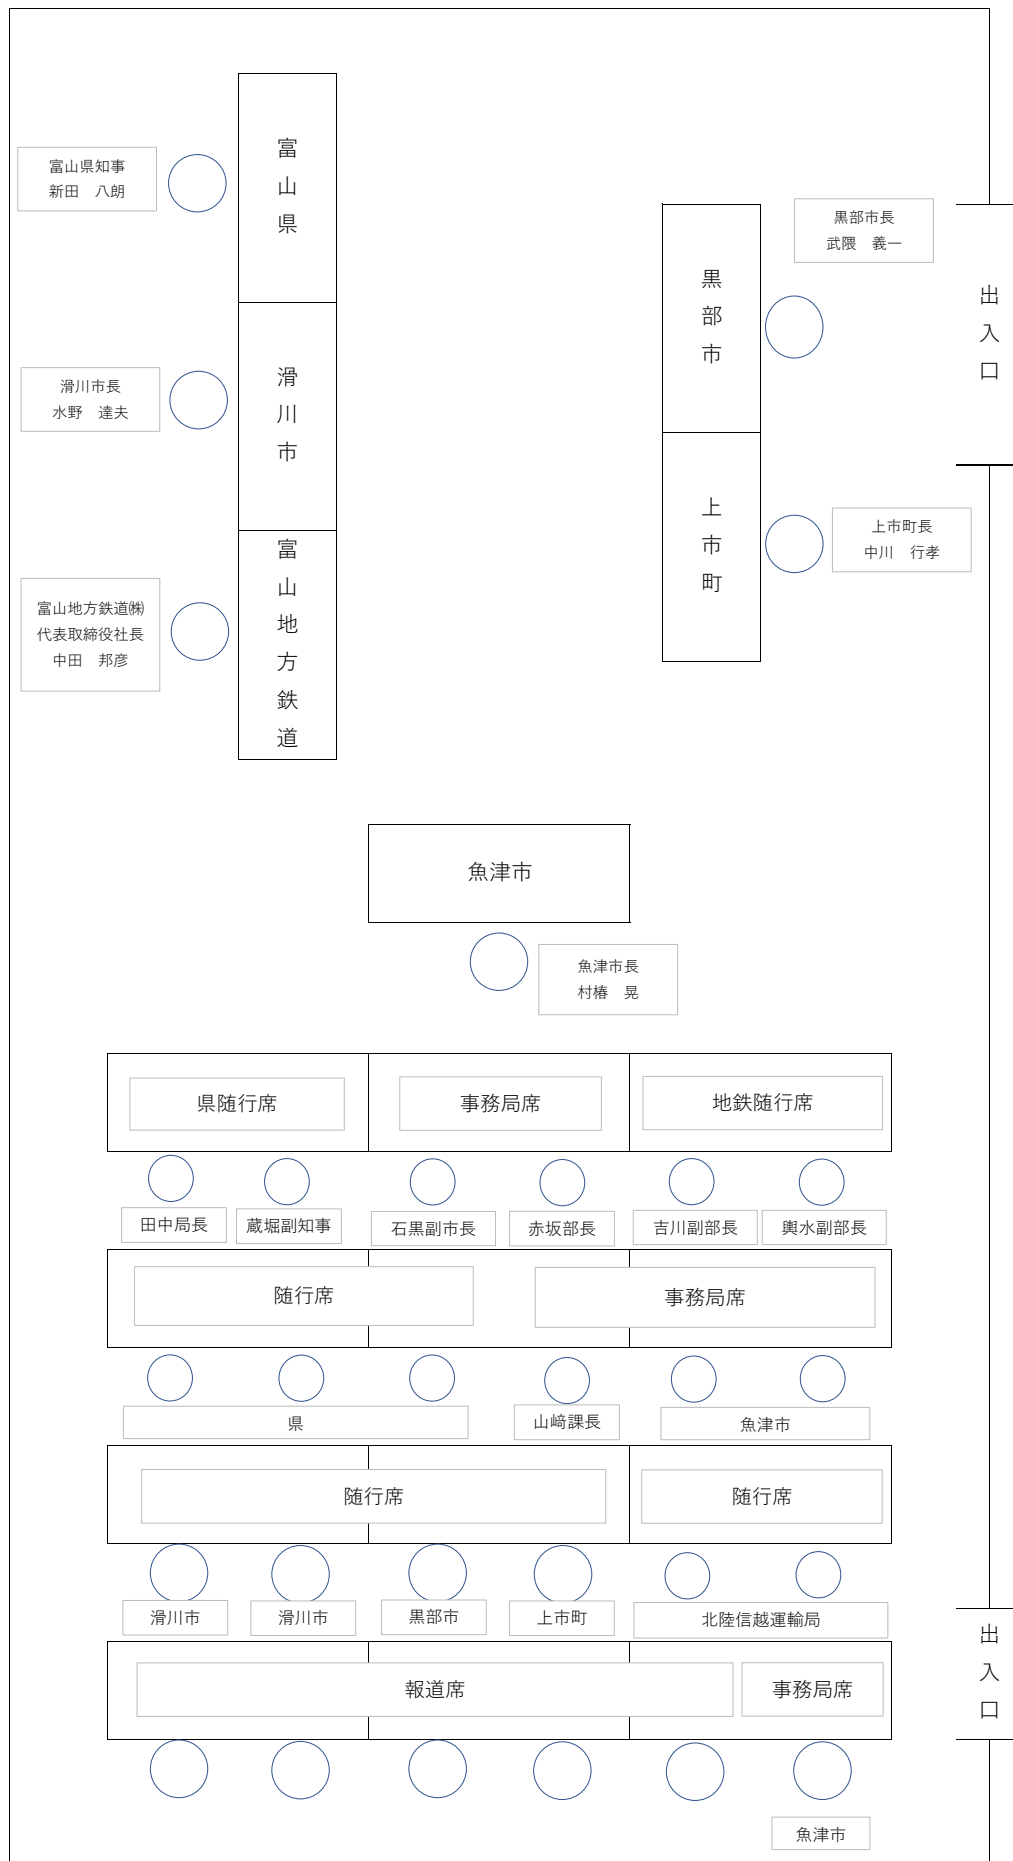 富山県知事
新田　八朗
富山県
黒部市長
武隈　義一
黒部市
出入口
滑川市長
水野　達夫
滑川市
上市町
上市町長
中川　行孝
富山地方鉄道㈱
代表取締役社長
中田　邦彦
富山地方鉄道
魚津市
魚津市長
村椿　晃
県随行席
事務局席
地鉄随行席
田中局長
蔵堀副知事
石黒副市長
赤坂部長
吉川副部長
輿水副部長
随行席
事務局席
県
山﨑課長
魚津市
随行席
随行席
滑川市
滑川市
黒部市
上市町
北陸信越運輸局
出入口
報道席
事務局席
魚津市